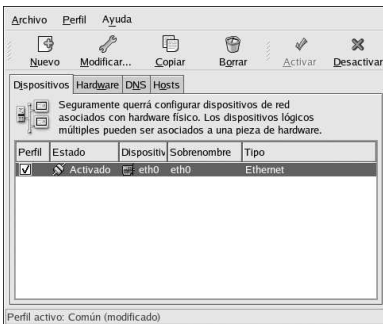 Archivo Perfil Ayuda
Nuevo Modificar... Copiar Borrar Activar Desactivar
Dispositivos Hardware DNS Hosts
Seguramente querrá configurar dispositivos de red
asociados con hardware físico. Los dispositivos lógicos
múltiples pueden ser asociados a una pieza de hardware.
Perfil Estado Dispositiv Sobrenombre Tipo
Activado eth0 eth0 Ethernet
Perfil activo: Común (modificado)